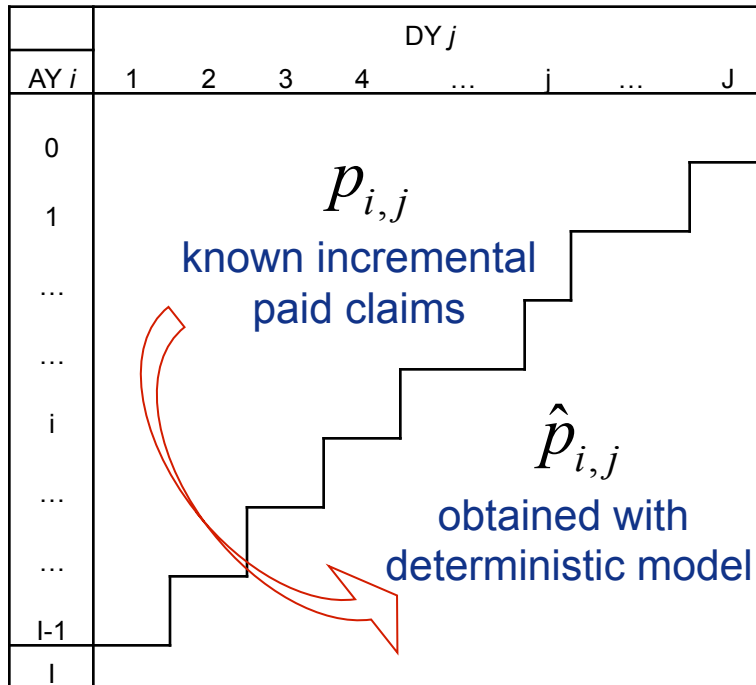 DY j
AY i 1 2 3 4 … j … J
0
1
…
…
i
…
…
I-1
I
p_{i,j}
known incremental
paid claims
p̂_{i,j}
obtained with
deterministic model